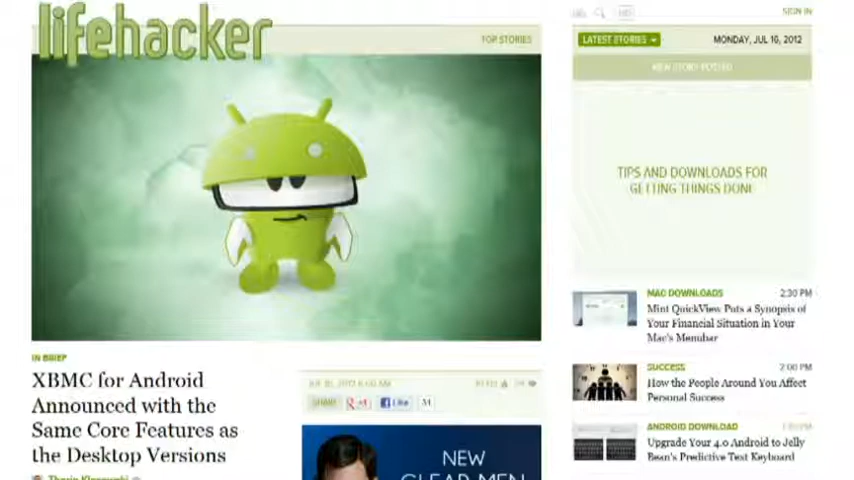 lifehacker
TOP STORIES
SIGN IN
LATEST STORIES
MONDAY, JUL 16, 2012
NEW STORY POSTED
TIPS AND DOWNLOADS FOR
GETTING THINGS DONE
MAC DOWNLOADS 2:30 PM
Mint QuickView Puts a Synopsis of
Your Financial Situation in Your
Mac's Menubar
SUCCESS 2:00 PM
How the People Around You Affect
Personal Success
ANDROID DOWNLOAD
Upgrade Your 4.0 Android to Jelly
Bean's Predictive Text Keyboard
IN BRIEF
XBMC for Android
Announced with the
Same Core Features as
the Desktop Versions
SHARE +1 Like 31
NEW
CLEAR MEN